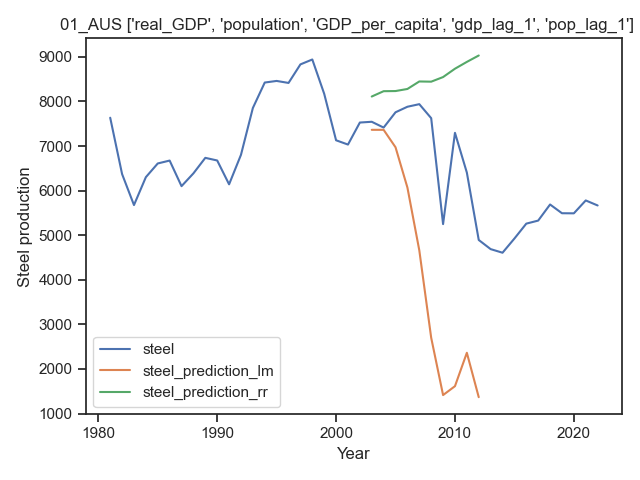 01_AUS ['real_GDP', 'population', 'GDP_per_capita', 'gdp_lag_1', 'pop_lag_1']
9000
8000
7000
6000
5000
4000
3000
2000
1000
Steel production
steel
steel_prediction_lm
steel_prediction_rr
1980
1990
2000
2010
2020
Year